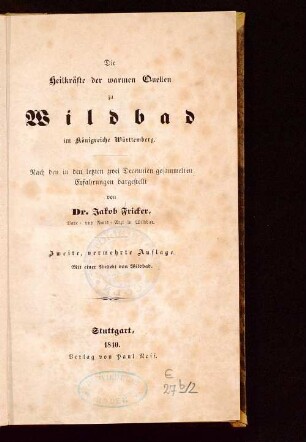 Die
Heilkräfte der warmen Quellen
zu
Wildbad
im Königreiche Württemberg.
Nach den in den letzten zwei Decennien gesammelten
Erfahrungen dargestellt
von
Dr. Jakob Fricker,
Zweite, vermehrte Auflage.
Mit einer Ansicht von Wildbad.
Stuttgart,
1840.
Verlag von Paul Neff.
E
27b/2